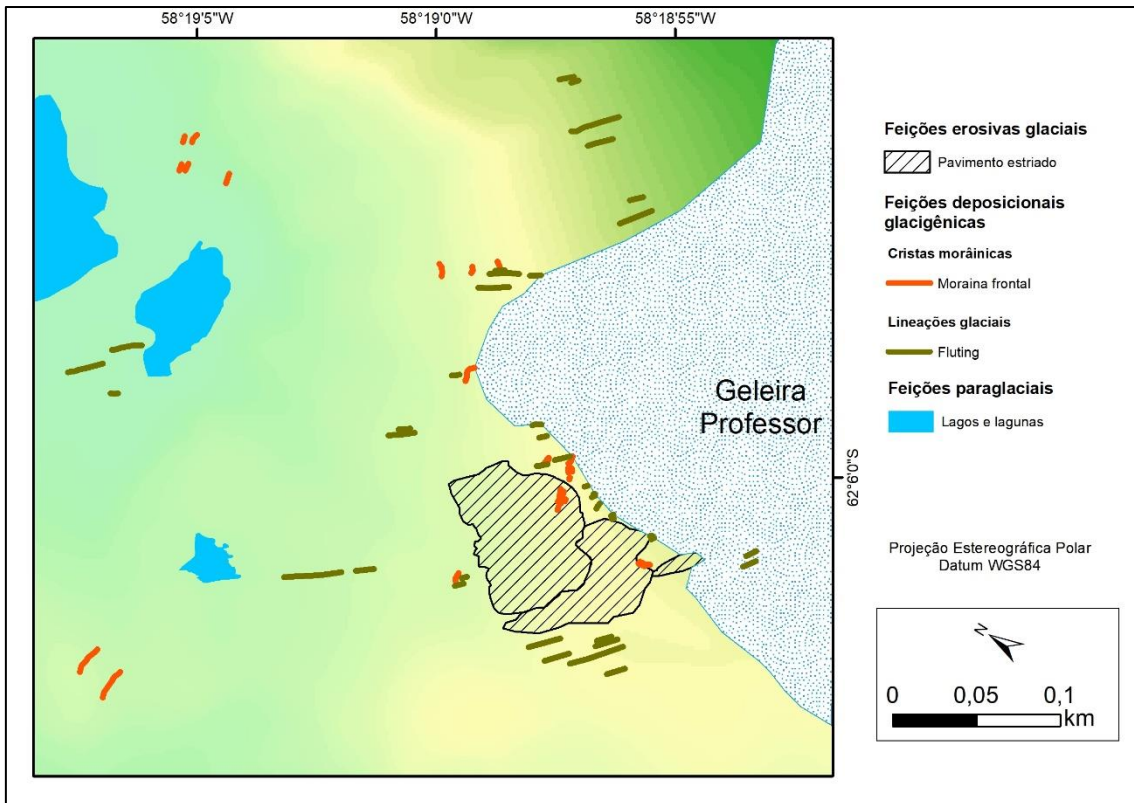 58°19'5"W
58°19'0"W
58°18'55"W
Geleira
Professor
62°6'0"S
Feições erosivas glaciais
Pavimento estriado
Feições deposicionais
glacigênicas
Cristas morâinicas
Moraina frontal
Lineações glaciais
Fluting
Feições paraglaciais
Lagos e lagunas
Projeção Estereográfica Polar
Datum WGS84
N
0 0,05 0,1
km